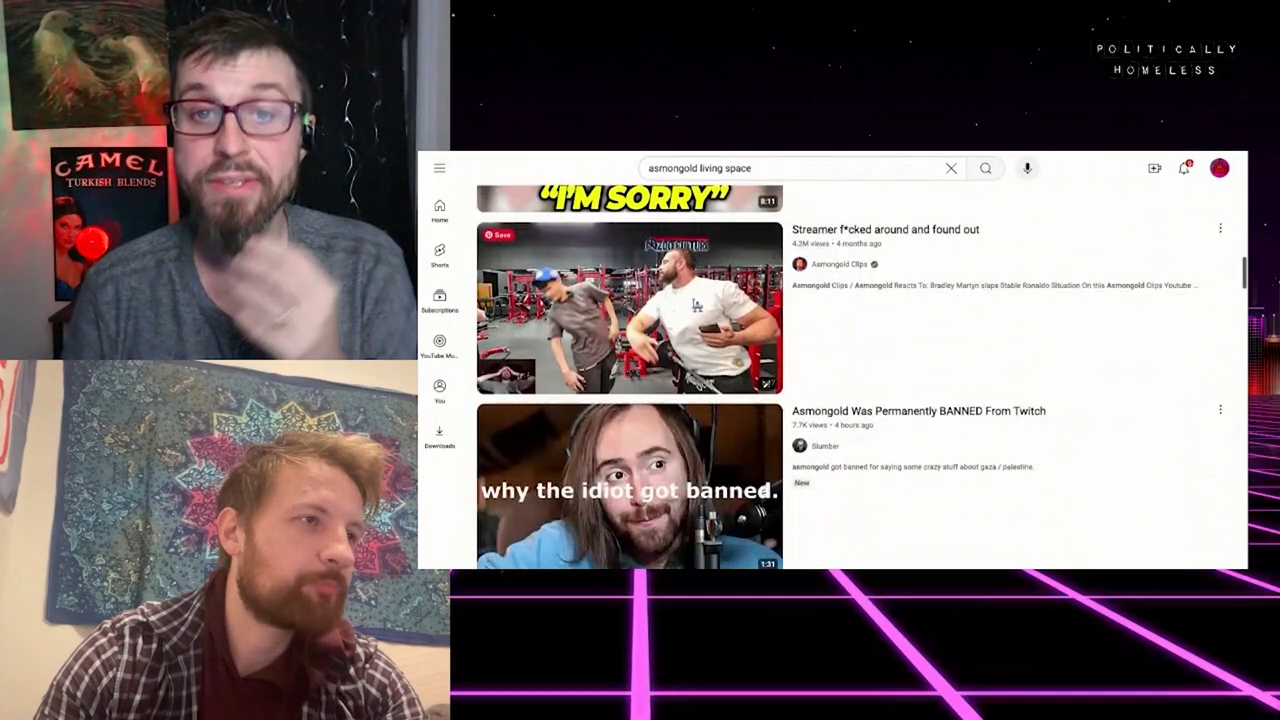 POLITICALLY
HOMELESS
CAMEL
TURKISH BLENDS
asmongold living space
Home
Shorts
Subscriptions
YouTube Mu...
You
Downloads
"I'M SORRY"
8:11
Save
Streamer f*cked around and found out
4.2M views • 4 months ago
Asmongold Clips
Asmongold Clips / Asmongold Reacts To: Bradley Martyn slaps Stable Ronaldo Situation On this Asmongold Clips Youtube ...
Asmongold Was Permanently BANNED From Twitch
7.7K views • 4 hours ago
Slumber
asmongold got banned for saying some crazy stuff about gaza / palestine.
New
why the idiot got banned.
1:31